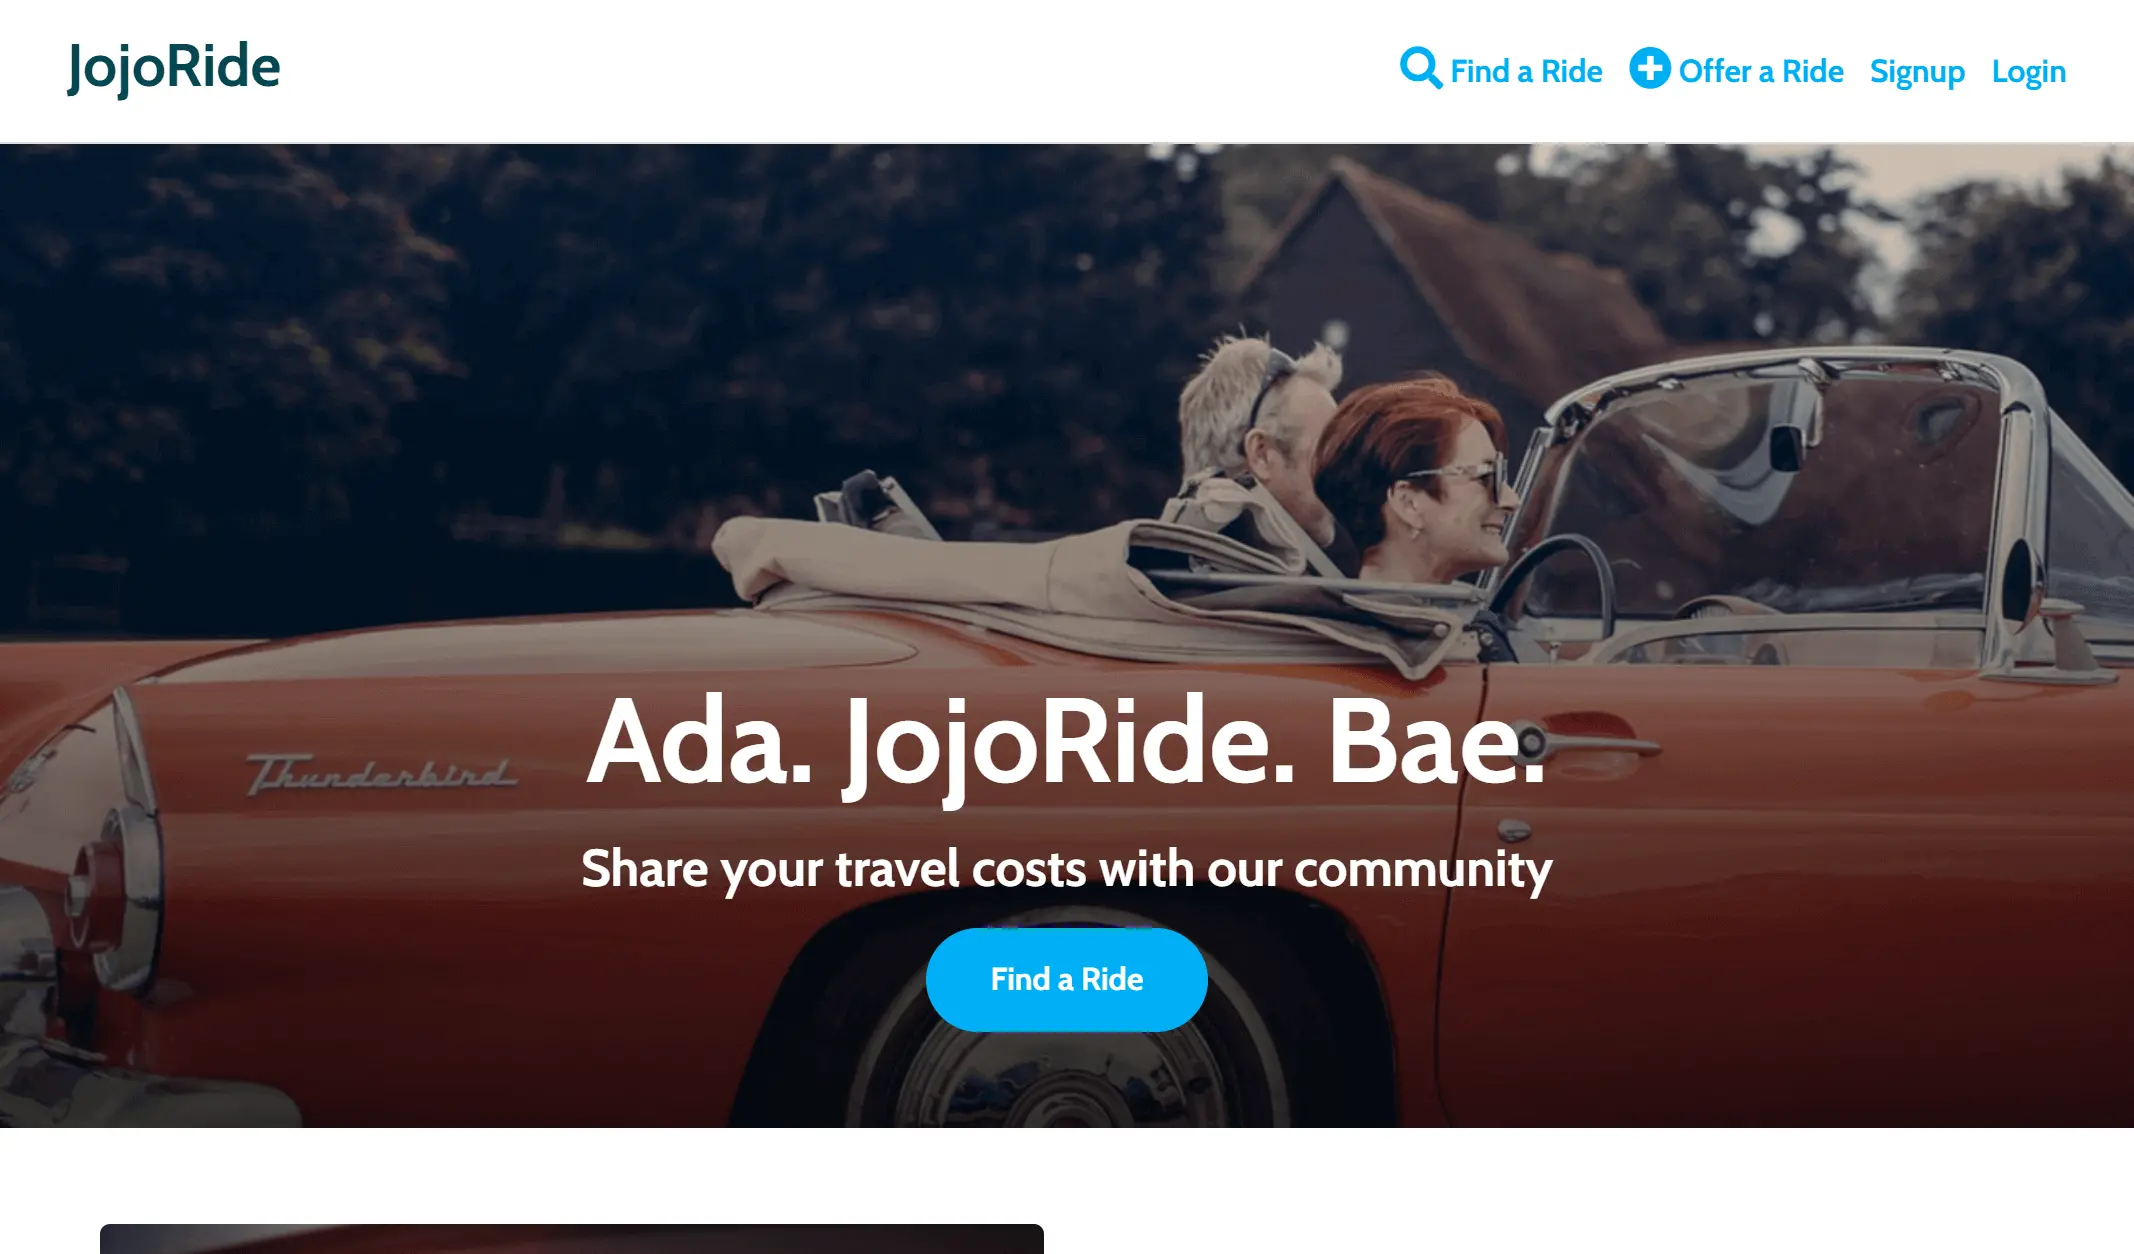 JojoRide
Find a Ride
Offer a Ride
Signup
Login
Thunderbird
Ada. JojoRide. Bae.
Share your travel costs with our community
Find a Ride